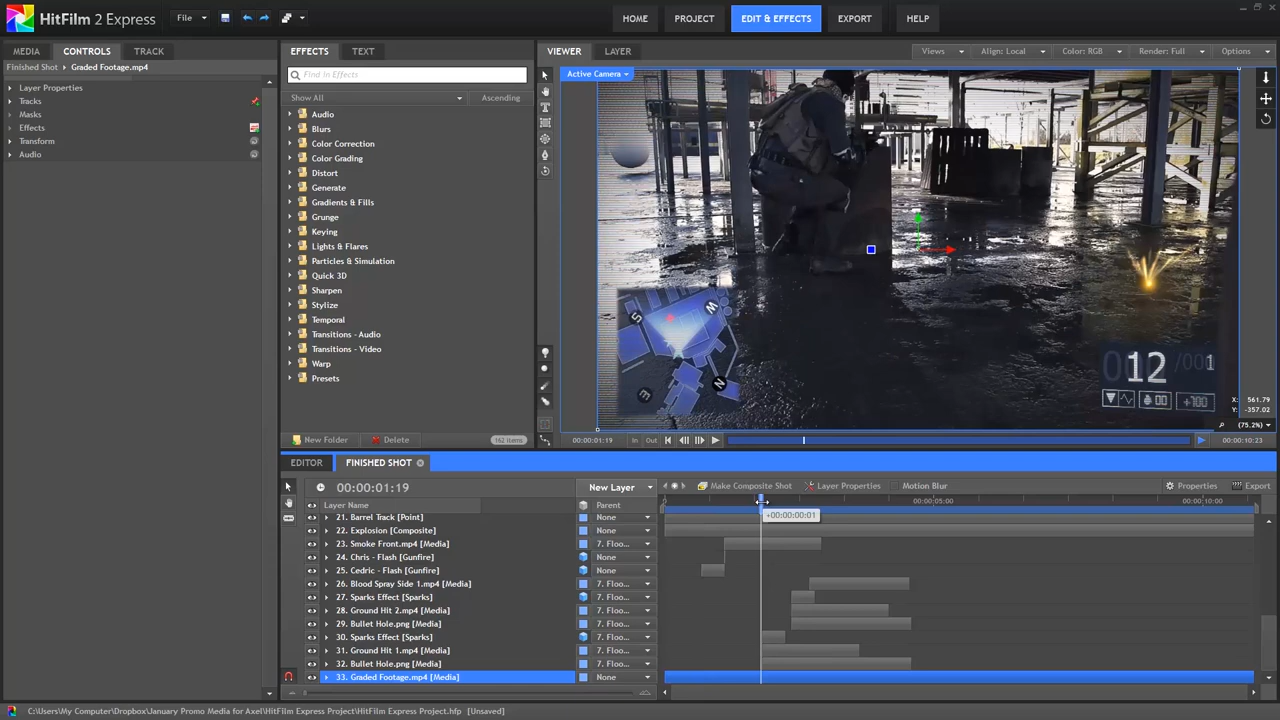 HitFilm 2 Express
File
HOME
PROJECT
EDIT & EFFECTS
EXPORT
HELP
MEDIA
CONTROLS
TRACK
EFFECTS
TEXT
VIEWER
LAYER
Views
Align: Local
Color: RGB
Render: Full
Options
Finished Shot
Graded Footage.mp4
Layer Properties
Tracks
Masks
Effects
Transform
Audio
Find in Effects
Show All
Ascending
Audio
Blurs
Color Correction
Color Grading
Distort
Generate
Gradients & Fills
Grunge
Keying
Lights & Flares
Particles & Simulation
Quick 3D
Sharpen
Stylize
Temporal
Transitions - Audio
Transitions - Video
Warp
Presets
New Folder
Delete
162 items
Active Camera
S
W
E
N
012
/001
00
+100
X: 561.79
Y: -357.02
(75.2%)
00:00:01:19
In
Out
00:00:10:23
EDITOR
FINISHED SHOT
00:00:01:19
New Layer
Make Composite Shot
Layer Properties
Motion Blur
Properties
Export
Layer Name
Parent
0
00:00:05:00
00:00:10:00
+00:00:00:01
21. Barrel Track [Point] None
22. Explosion [Composite] None
23. Smoke Front.mp4 [Media] 7. Floo...
24. Chris - Flash [Gunfire] None
25. Cedric - Flash [Gunfire] None
26. Blood Spray Side 1.mp4 [Media] 7. Floo...
27. Sparks Effect [Sparks] 7. Floo...
28. Ground Hit 2.mp4 [Media] 7. Floo...
29. Bullet Hole.png [Media] 7. Floo...
30. Sparks Effect [Sparks] 7. Floo...
31. Ground Hit 1.mp4 [Media] 7. Floo...
32. Bullet Hole.png [Media] 7. Floo...
33. Graded Footage.mp4 [Media] None
C:\Users\My Computer\Dropbox\January Promo Media for Axel\HitFilm Express Project\HitFilm Express Project.hfp [Unsaved]